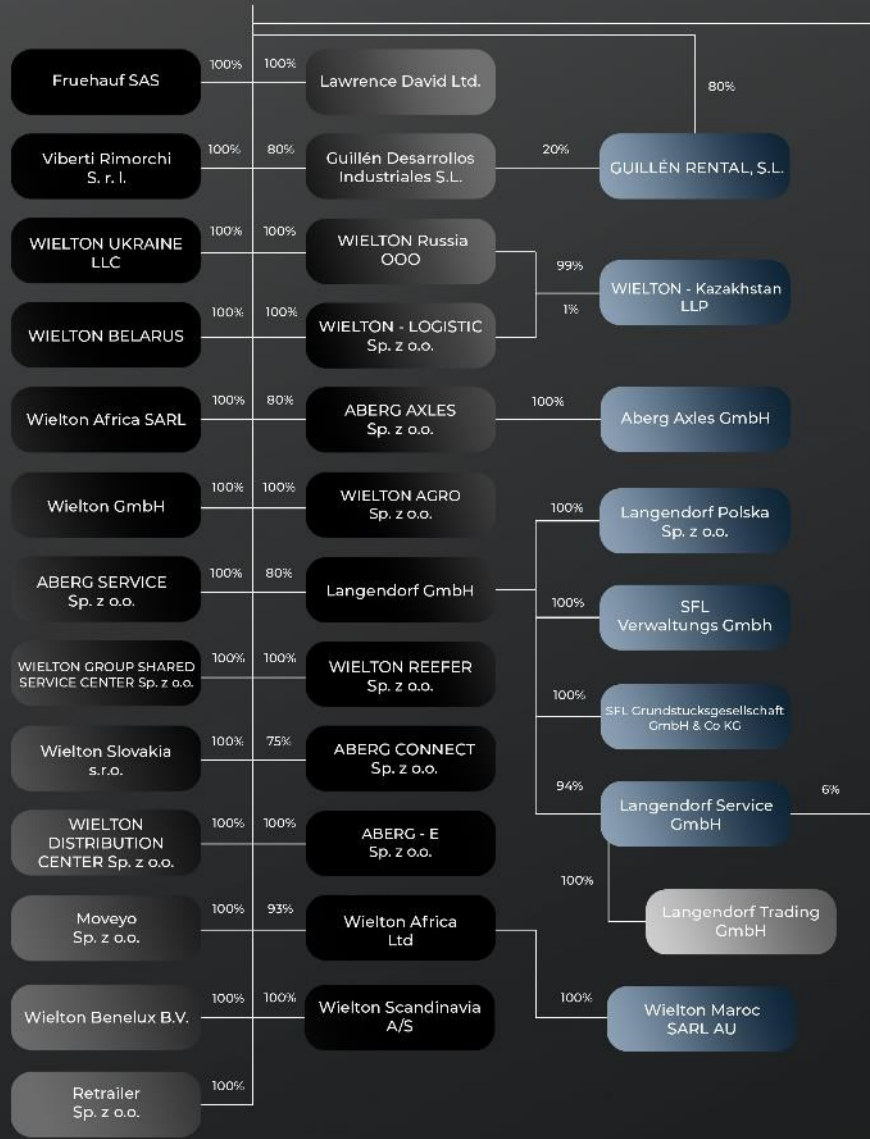 Fruehauf SAS
100%
100%
Lawrence David Ltd.
80%
Viberti Rimorchi
S. r. l.
100%
80%
Guillén Desarrollos
Industriales S.L.
20%
GUILLÉN RENTAL, S.L.
WIELTON UKRAINE
LLC
100%
100%
WIELTON Russia
OOO
99%
WIELTON - Kazakhstan
LLP
1%
WIELTON BELARUS
100%
100%
WIELTON - LOGISTIC
Sp. z o.o.
Wielton Africa SARL
100%
80%
ABERG AXLES
Sp. z o.o.
100%
Aberg Axles GmbH
Wielton GmbH
100%
100%
WIELTON AGRO
Sp. z o.o.
100%
Langendorf Polska
Sp. z o.o.
ABERG SERVICE
Sp. z o.o.
100%
80%
Langendorf GmbH
100%
SFL
Verwaltungs Gmbh
WIELTON GROUP SHARED
SERVICE CENTER Sp. z o.o.
100%
100%
WIELTON REEFER
Sp. z o.o.
100%
SFL Grundstucksgesellschaft
GmbH & Co KG
Wielton Slovakia
s.r.o.
100%
75%
ABERG CONNECT
Sp. z o.o.
94%
Langendorf Service
GmbH
6%
WIELTON
DISTRIBUTION
CENTER Sp. z o.o.
100%
100%
ABERG - E
Sp. z o.o.
100%
Langendorf Trading
GmbH
Moveyo
Sp. z o.o.
100%
93%
Wielton Africa
Ltd
Wielton Benelux B.V.
100%
100%
Wielton Scandinavia
A/S
100%
Wielton Maroc
SARL AU
Retrailer
Sp. z o.o.
100%